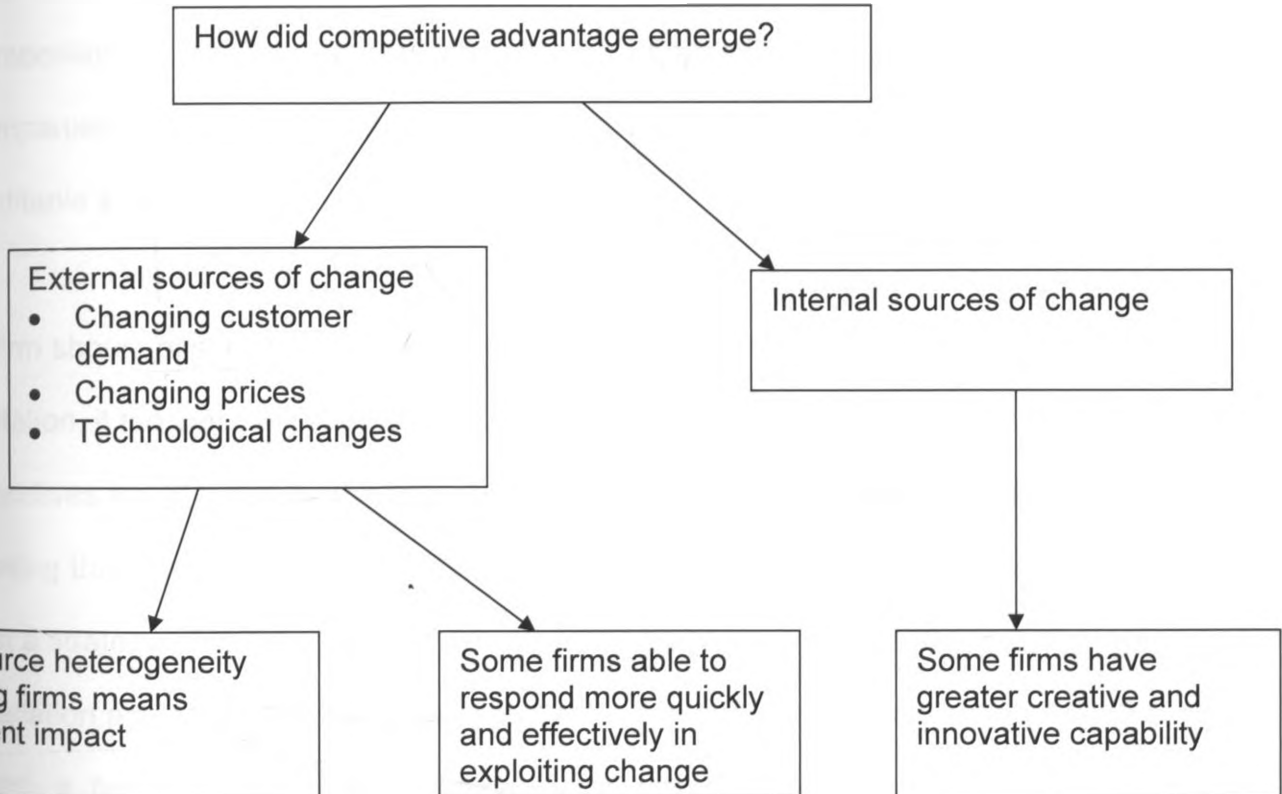 How did competitive advantage emerge?
External sources of change
• Changing customer
demand
• Changing prices
• Technological changes
Internal sources of change
heterogeneity
firms means
impact
Some firms able to
respond more quickly
and effectively in
exploiting change
Some firms have
greater creative and
innovative capability